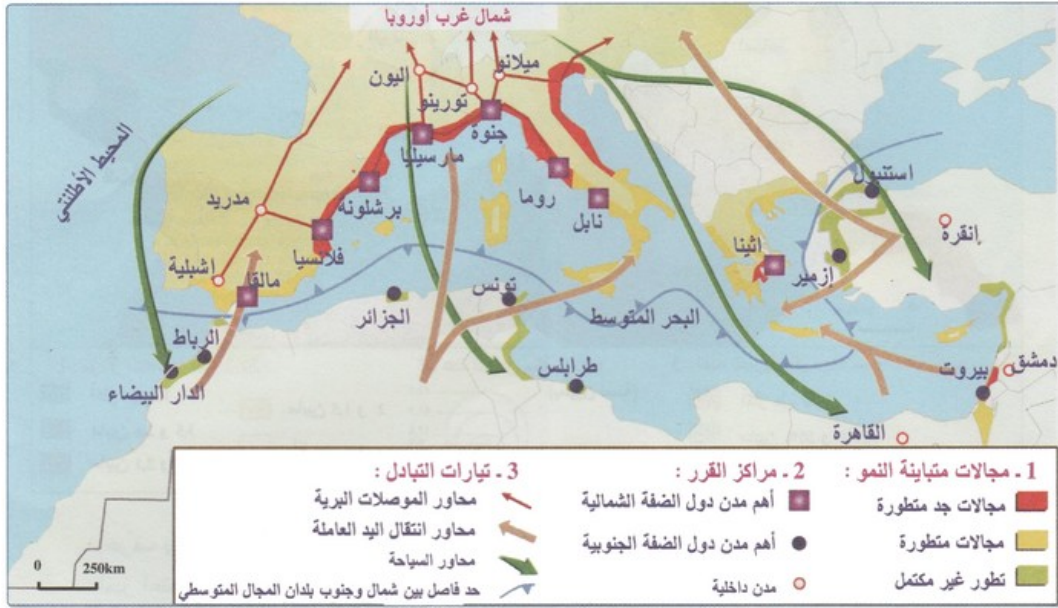 شمال غرب أوروبا
ميلانو
اليون
تورينو
جنوة
مارسيليا
المحيط الأطلنتي
برشلونه
روما
نابل
مدريد
فلانسيا
اشبلية
مالقا
استنبول
إنقرة
اثينا
إزمير
تونس
الجزائر
البحر المتوسط
الرباط
الدار البيضاء
طرابلس
دمشق
بيروت
القاهرة
1 ـ مجالات متباينة النمو :
مجالات جد متطورة
مجالات متطورة
تطور غير مكتمل
2 ـ مراكز القرر :
أهم مدن دول الضفة الشمالية
أهم مدن دول الضفة الجنوبية
مدن داخلية
3 ـ تيارات التبادل :
محاور الموصلات البرية
محاور انتقال اليد العاملة
محاور السياحة
حد فاصل بين شمال وجنوب بلدان المجال المتوسطي
0 250km